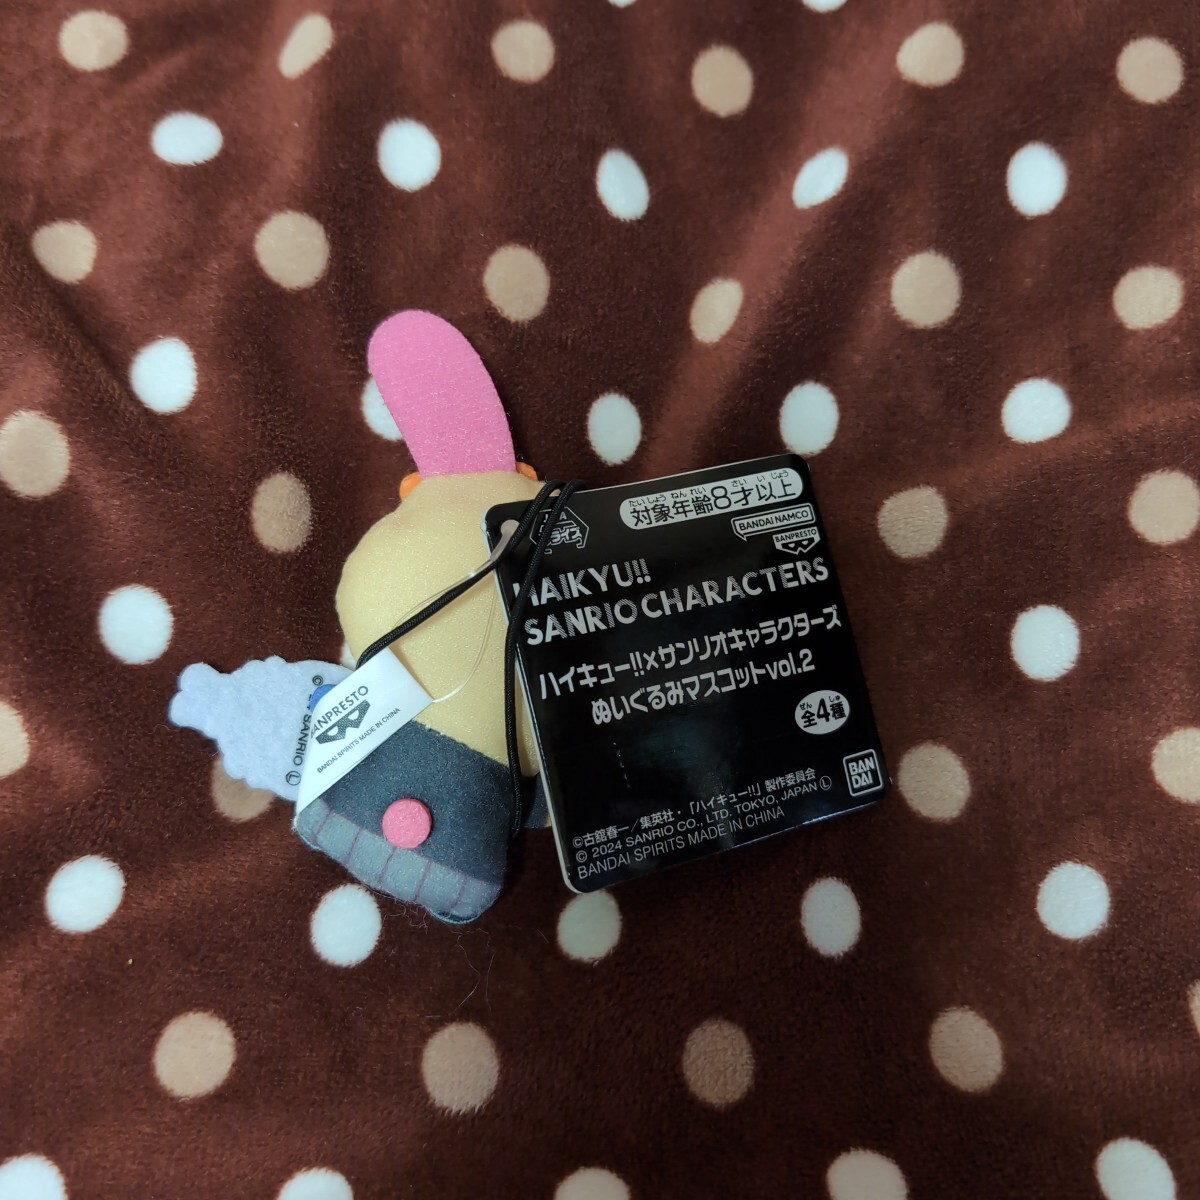 対象年齢8才以上
たいしょうねんれい さい いじょう
BANDAI NAMCO
BANPRESTO
HAIKYU!!
SANRIO CHARACTERS
ハイキュー!!×サンリオキャラクターズ
ぬいぐるみマスコットvol.2
ぜん しゅ
全4種
BAN
DAI
©古舘春一/集英社・「ハイキュー!!」製作委員会
© 2024 SANRIO CO., LTD. TOKYO, JAPAN Ⓛ
BANDAI SPIRITS MADE IN CHINA
BANPRESTO
BANDAI SPIRITS MADE IN CHINA
SANRIO Ⓛ